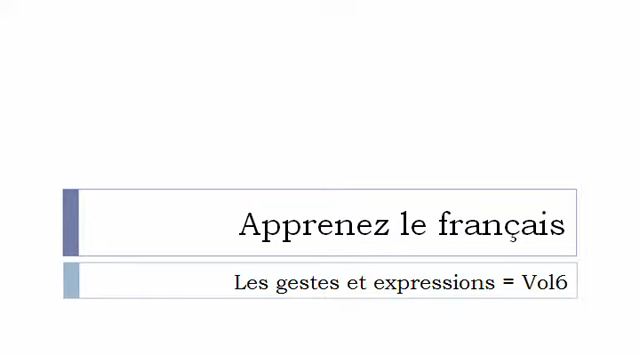 Apprenez le français
Les gestes et expressions = Vol6